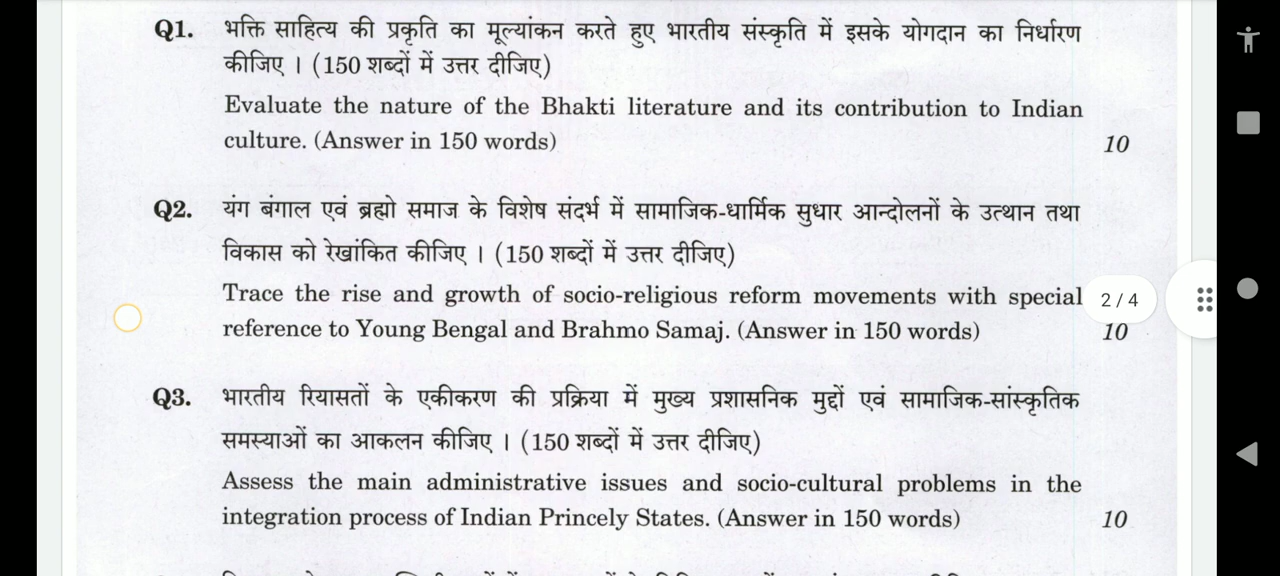 Q1. भक्ति साहित्य की प्रकृति का मूल्यांकन करते हुए भारतीय संस्कृति में इसके योगदान का निर्धारण
कीजिए । (150 शब्दों में उत्तर दीजिए)
Evaluate the nature of the Bhakti literature and its contribution to Indian
culture. (Answer in 150 words) 10
Q2. यंग बंगाल एवं ब्रह्मो समाज के विशेष संदर्भ में सामाजिक-धार्मिक सुधार आन्दोलनों के उत्थान तथा
विकास को रेखांकित कीजिए । (150 शब्दों में उत्तर दीजिए)
Trace the rise and growth of socio-religious reform movements with special
2 / 4
reference to Young Bengal and Brahmo Samaj. (Answer in 150 words) 10
Q3. भारतीय रियासतों के एकीकरण की प्रक्रिया में मुख्य प्रशासनिक मुद्दों एवं सामाजिक-सांस्कृतिक
समस्याओं का आकलन कीजिए । (150 शब्दों में उत्तर दीजिए)
Assess the main administrative issues and socio-cultural problems in the
integration process of Indian Princely States. (Answer in 150 words) 10